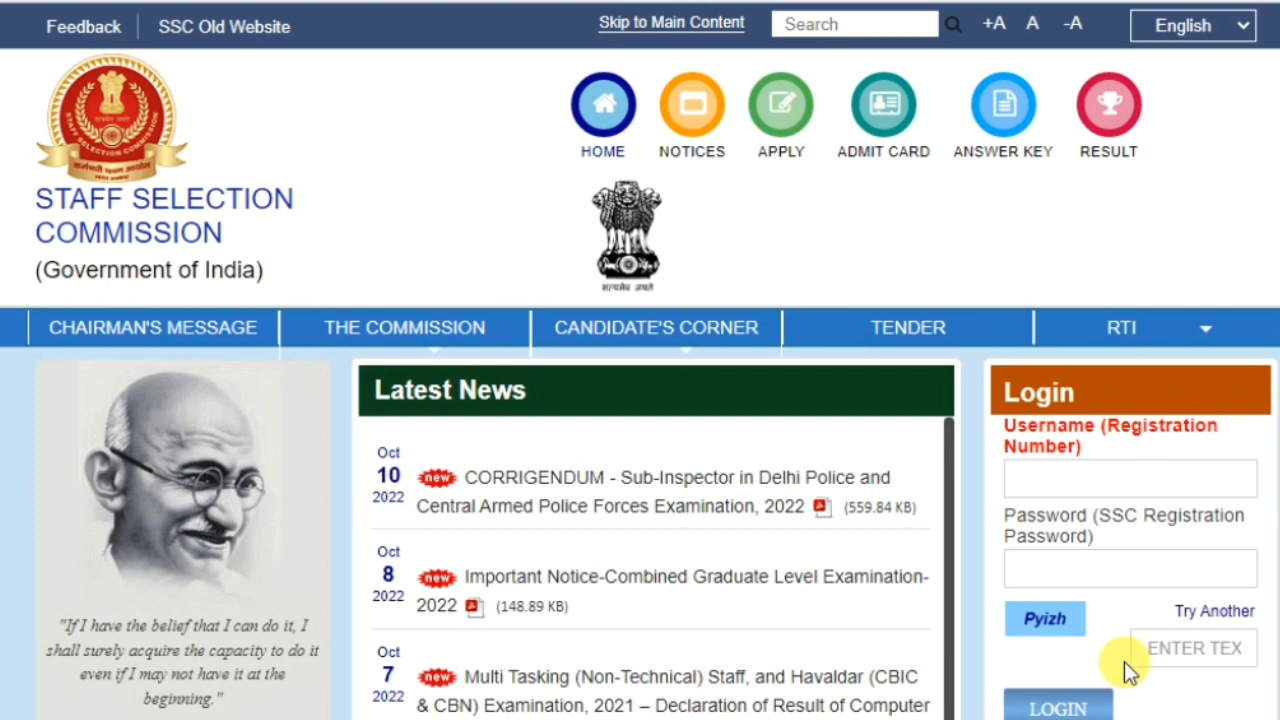 Feedback
SSC Old Website
Skip to Main Content
Search
+A A -A
English
STAFF SELECTION COMMISSION
HOME
NOTICES
APPLY
ADMIT CARD
ANSWER KEY
RESULT
STAFF SELECTION
COMMISSION
(Government of India)
सत्यमेव जयते
CHAIRMAN'S MESSAGE
THE COMMISSION
CANDIDATE'S CORNER
TENDER
RTI
"If I have the belief that I can do it, I
shall surely acquire the capacity to do it
even if I may not have it at the
beginning."
Latest News
Oct
10
2022
new CORRIGENDUM - Sub-Inspector in Delhi Police and
Central Armed Police Forces Examination, 2022 (559.84 KB)
Oct
8
2022
new Important Notice-Combined Graduate Level Examination-
2022 (148.89 KB)
Oct
7
2022
new Multi Tasking (Non-Technical) Staff, and Havaldar (CBIC
& CBN) Examination, 2021 – Declaration of Result of Computer
Login
Username (Registration
Number)
Password (SSC Registration
Password)
Pyizh
Try Another
ENTER TEX
LOGIN